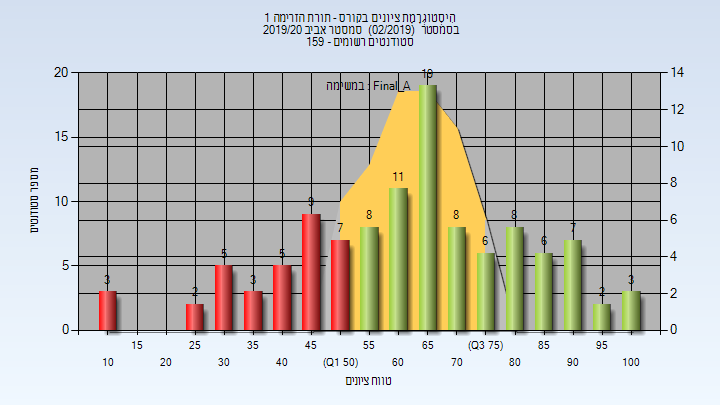 היסטוגרמת ציונים בקורס - תורת הזרימה 1
בסמסטר (02/2019) סמסטר אביב 2019/20
סטודנטים רשומים - 159
במשימה : Final_A
20 15 10 5 0
מספר סטודנטים
14 12 10 8 6 4 2 0
3 2 5 3 5 9 7 8 11 19 8 6 8 6 7 2 3
15 25 35 45 55 65 (Q3 75) 85 95
10 20 30 40 (Q1 50) 60 70 80 90 100
טווח ציונים